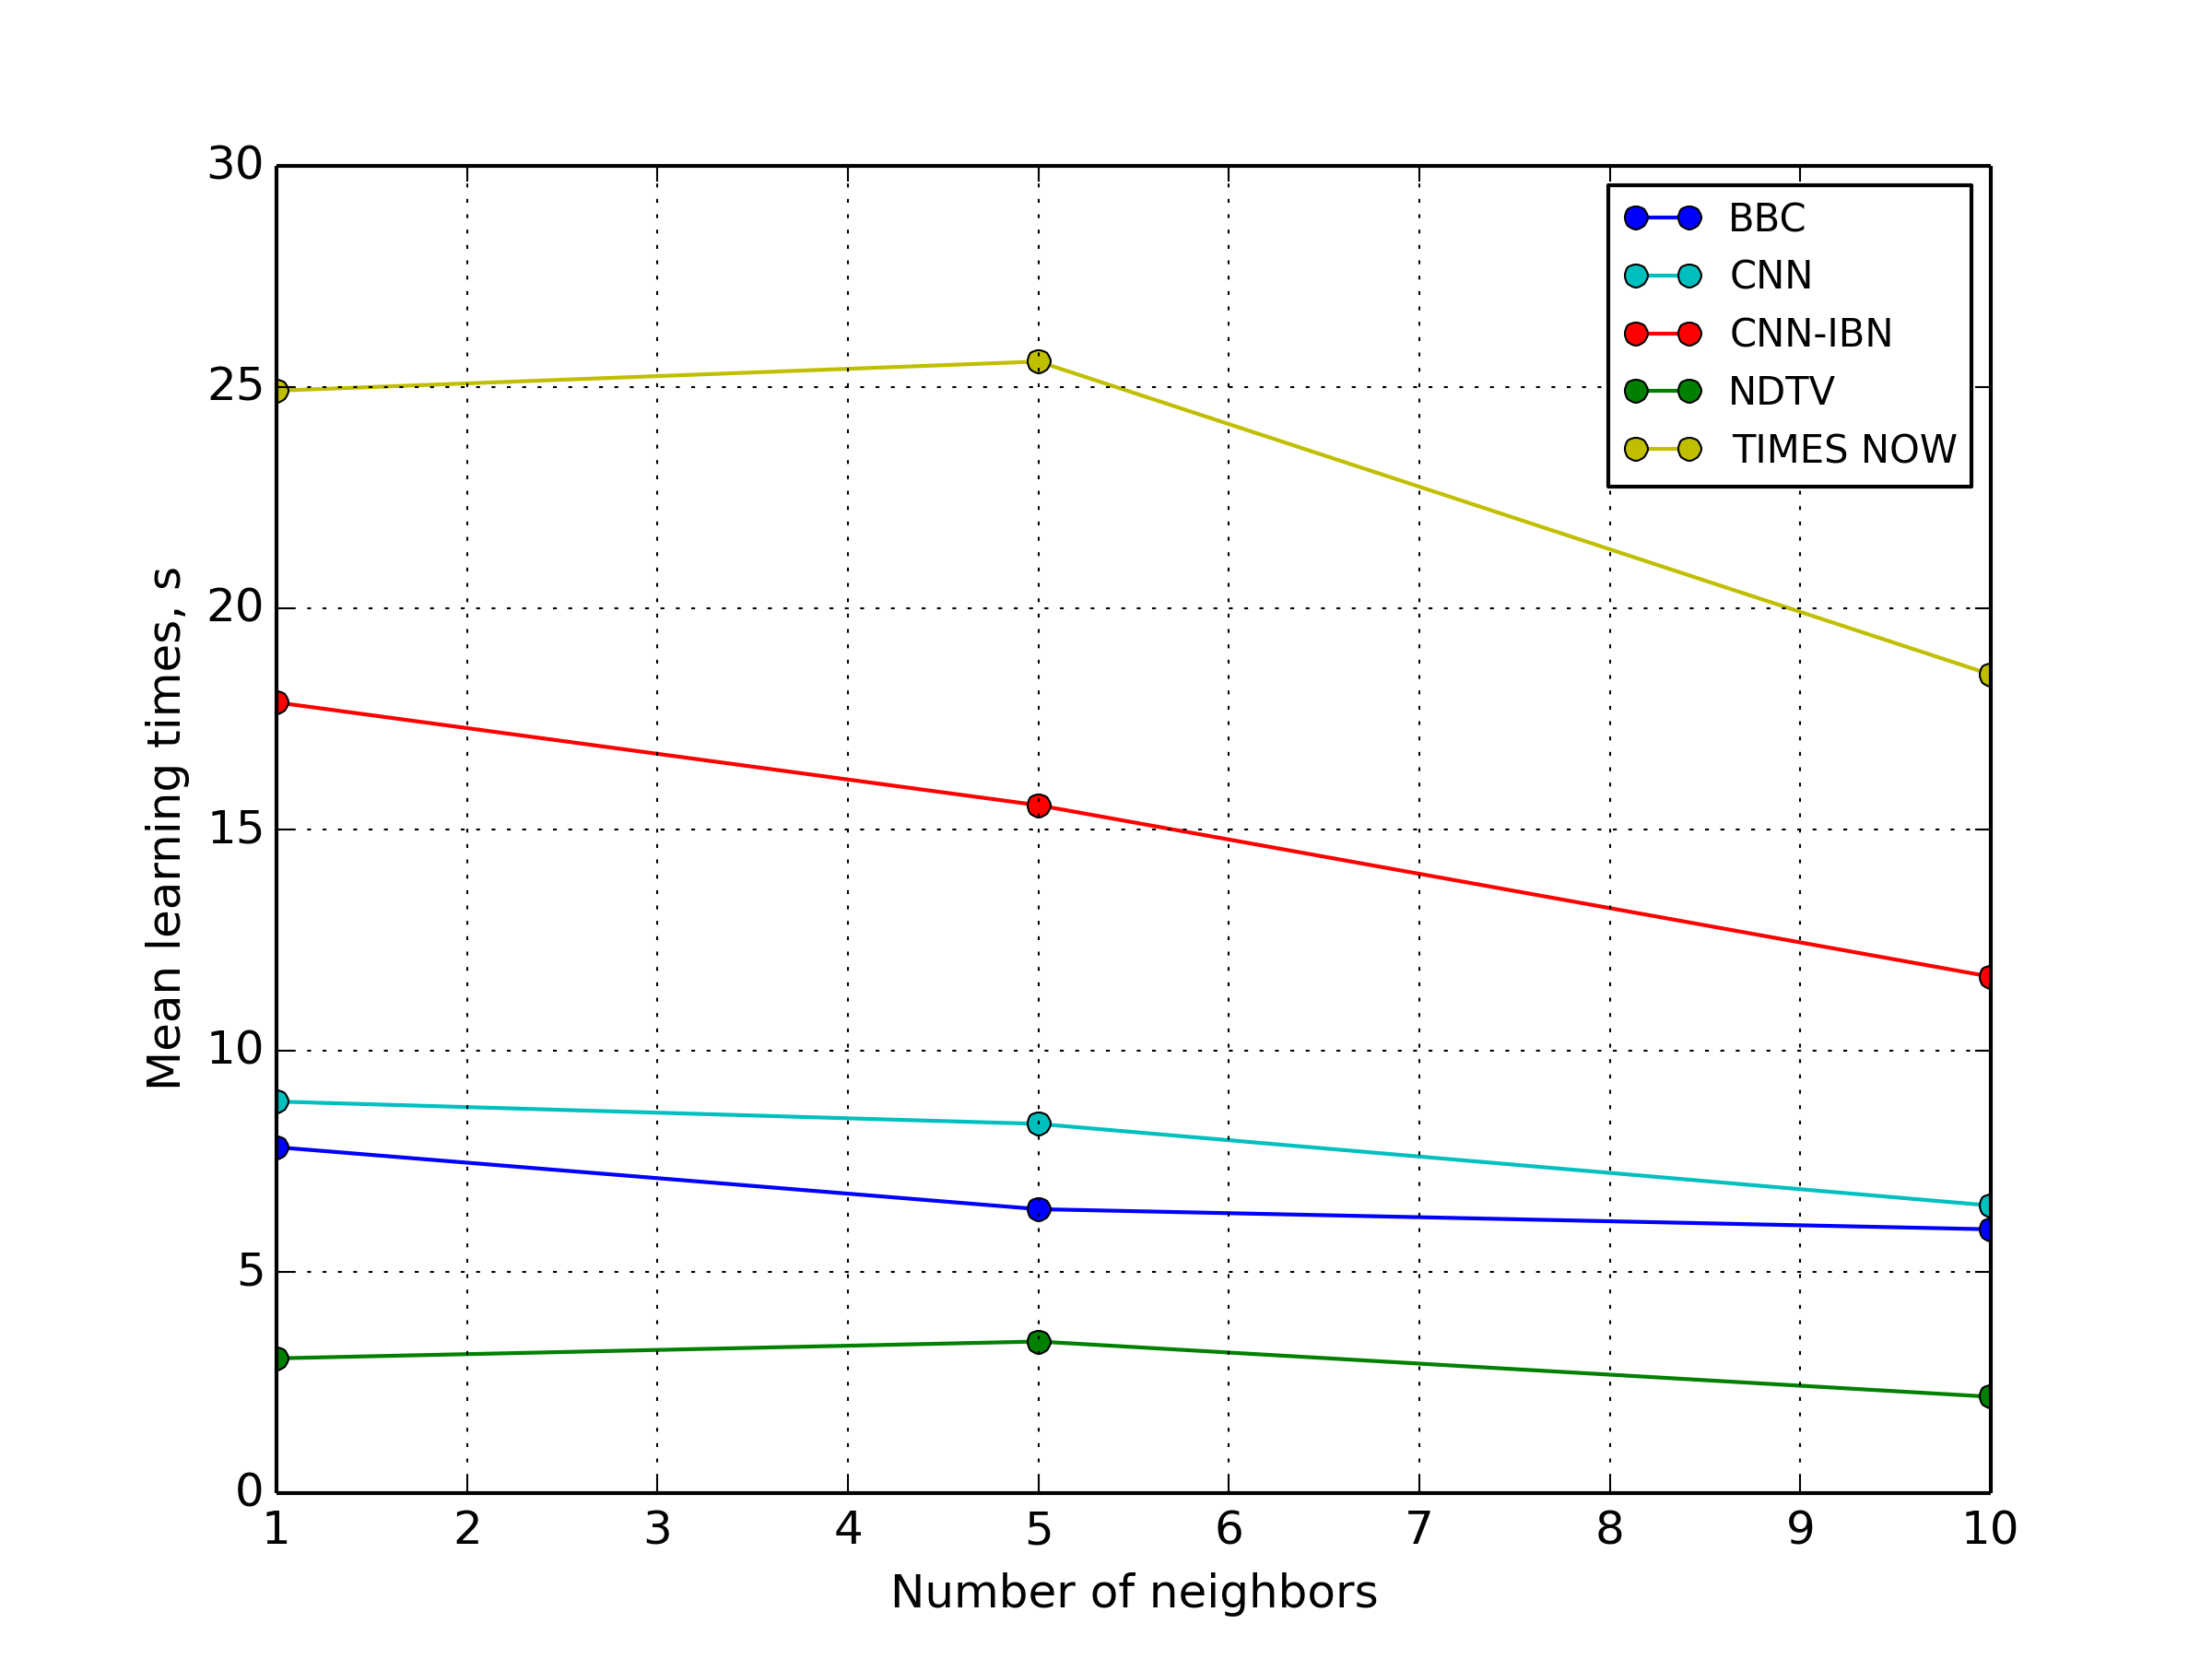 30
25
20
15
10
5
0
1 2 3 4 5 6 7 8 9 10
Mean learning times, s
Number of neighbors
BBC
CNN
CNN-IBN
NDTV
TIMES NOW